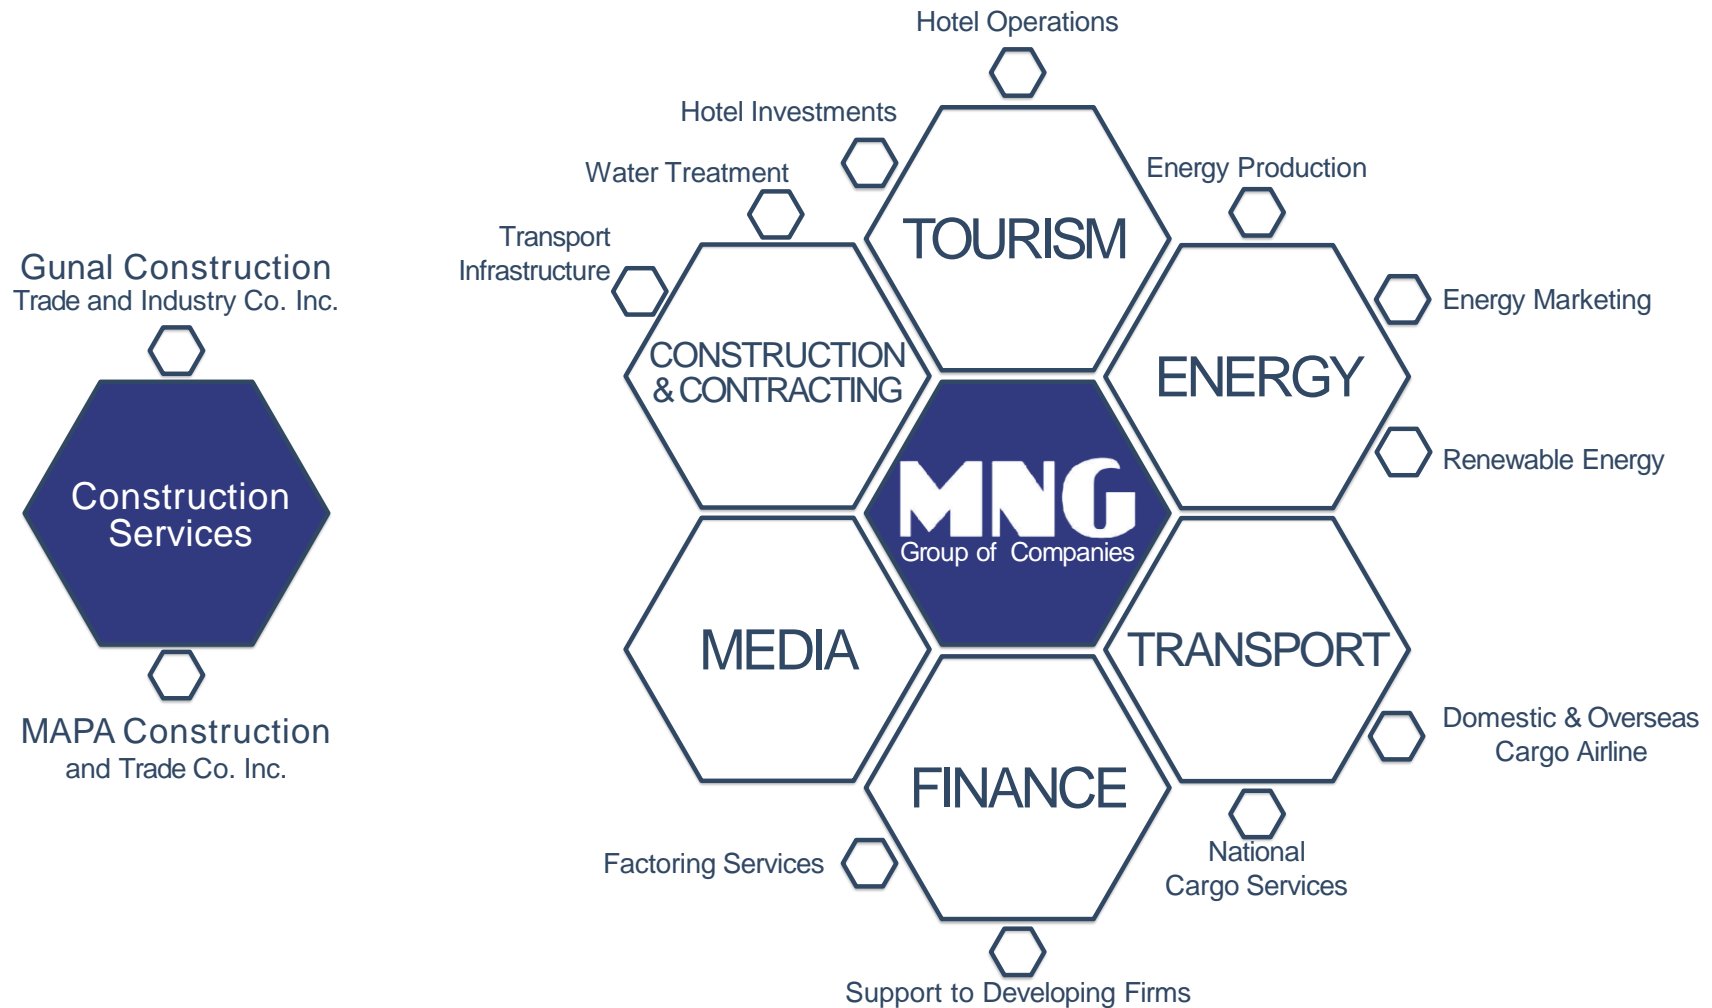 Gunal Construction
Trade and Industry Co. Inc.
Construction
Services
MAPA Construction
and Trade Co. Inc.
Hotel Operations
Hotel Investments
Water Treatment
Transport
Infrastructure
Energy Production
Energy Marketing
Renewable Energy
TOURISM
CONSTRUCTION
& CONTRACTING
ENERGY
MNG
Group of Companies
MEDIA
TRANSPORT
FINANCE
Domestic & Overseas
Cargo Airline
National
Cargo Services
Factoring Services
Support to Developing Firms